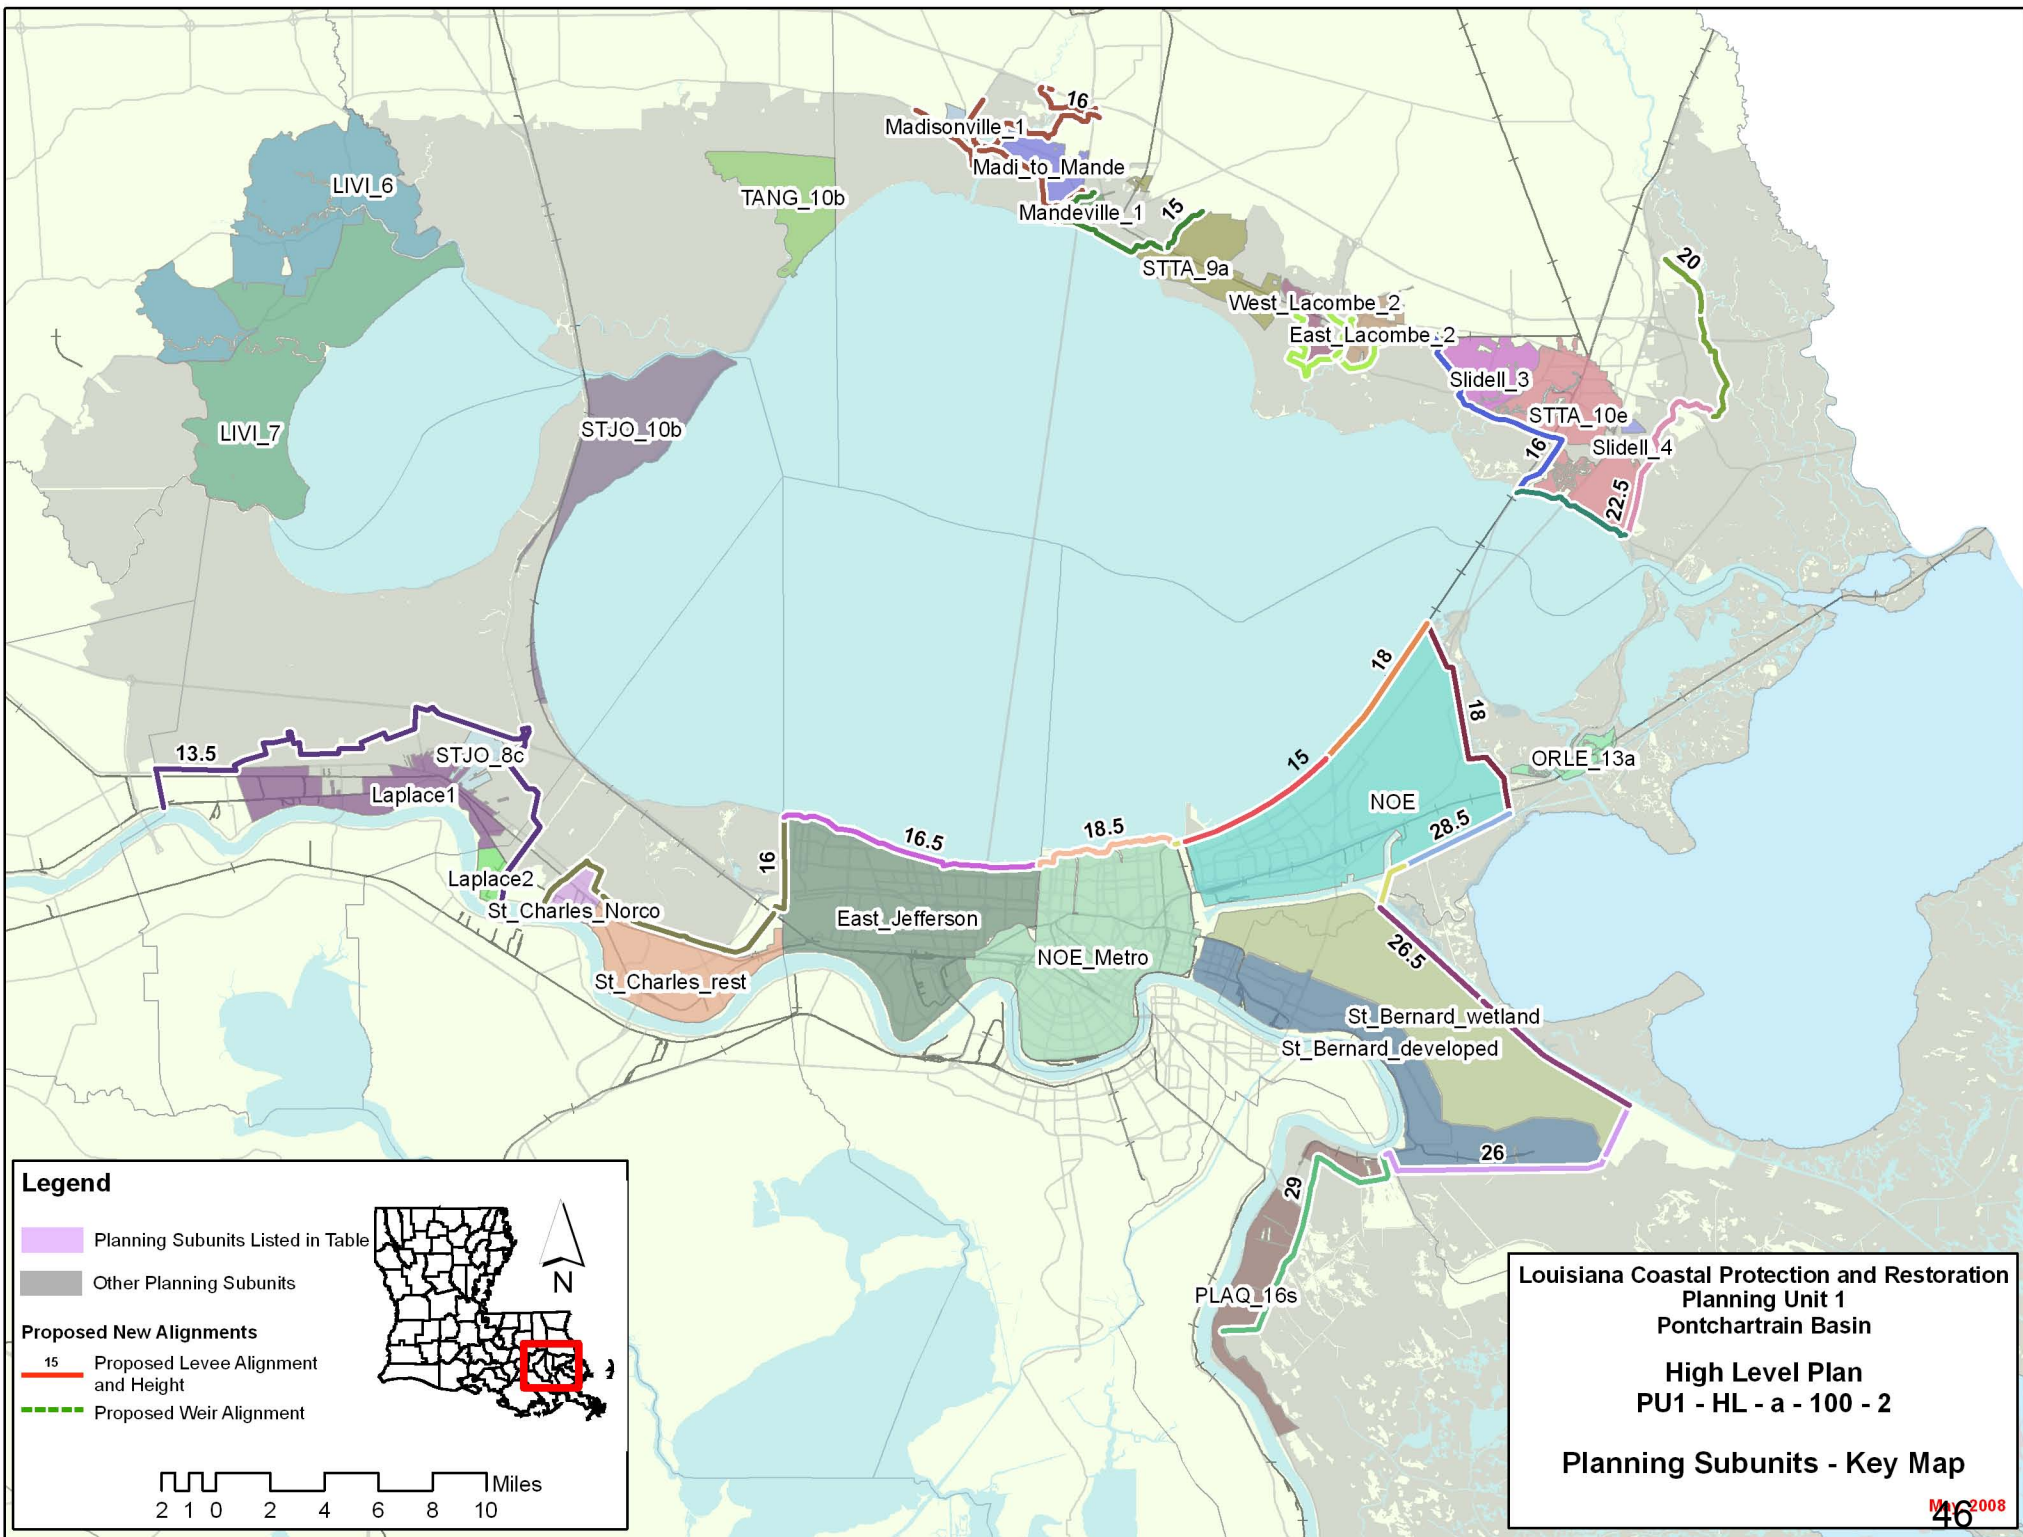 16
Madisonville_1
Madi_to_Mande
LIVI_6
TANG_10b
Mandeville_1
15
STTA_9a
20
West_Lacombe_2
East_Lacombe_2
Slidell_3
STTA_10e
LIVI_7
STJO_10b
16
Slidell_4
22.5
18
18
13.5
STJO_8c
15
ORLE_13a
Laplace1
NOE
16.5
18.5
28.5
16
Laplace2
St_Charles_Norco
East_Jefferson
NOE_Metro
26.5
St_Charles_rest
St_Bernard_wetland
St_Bernard_developed
26
29
PLAQ_16s
Legend
Planning Subunits Listed in Table
Other Planning Subunits
Proposed New Alignments
15
Proposed Levee Alignment
and Height
Proposed Weir Alignment
N
Miles
2 1 0 2 4 6 8 10
Louisiana Coastal Protection and Restoration
Planning Unit 1
Pontchartrain Basin
High Level Plan
PU1 - HL - a - 100 - 2
Planning Subunits - Key Map
May 2008
46